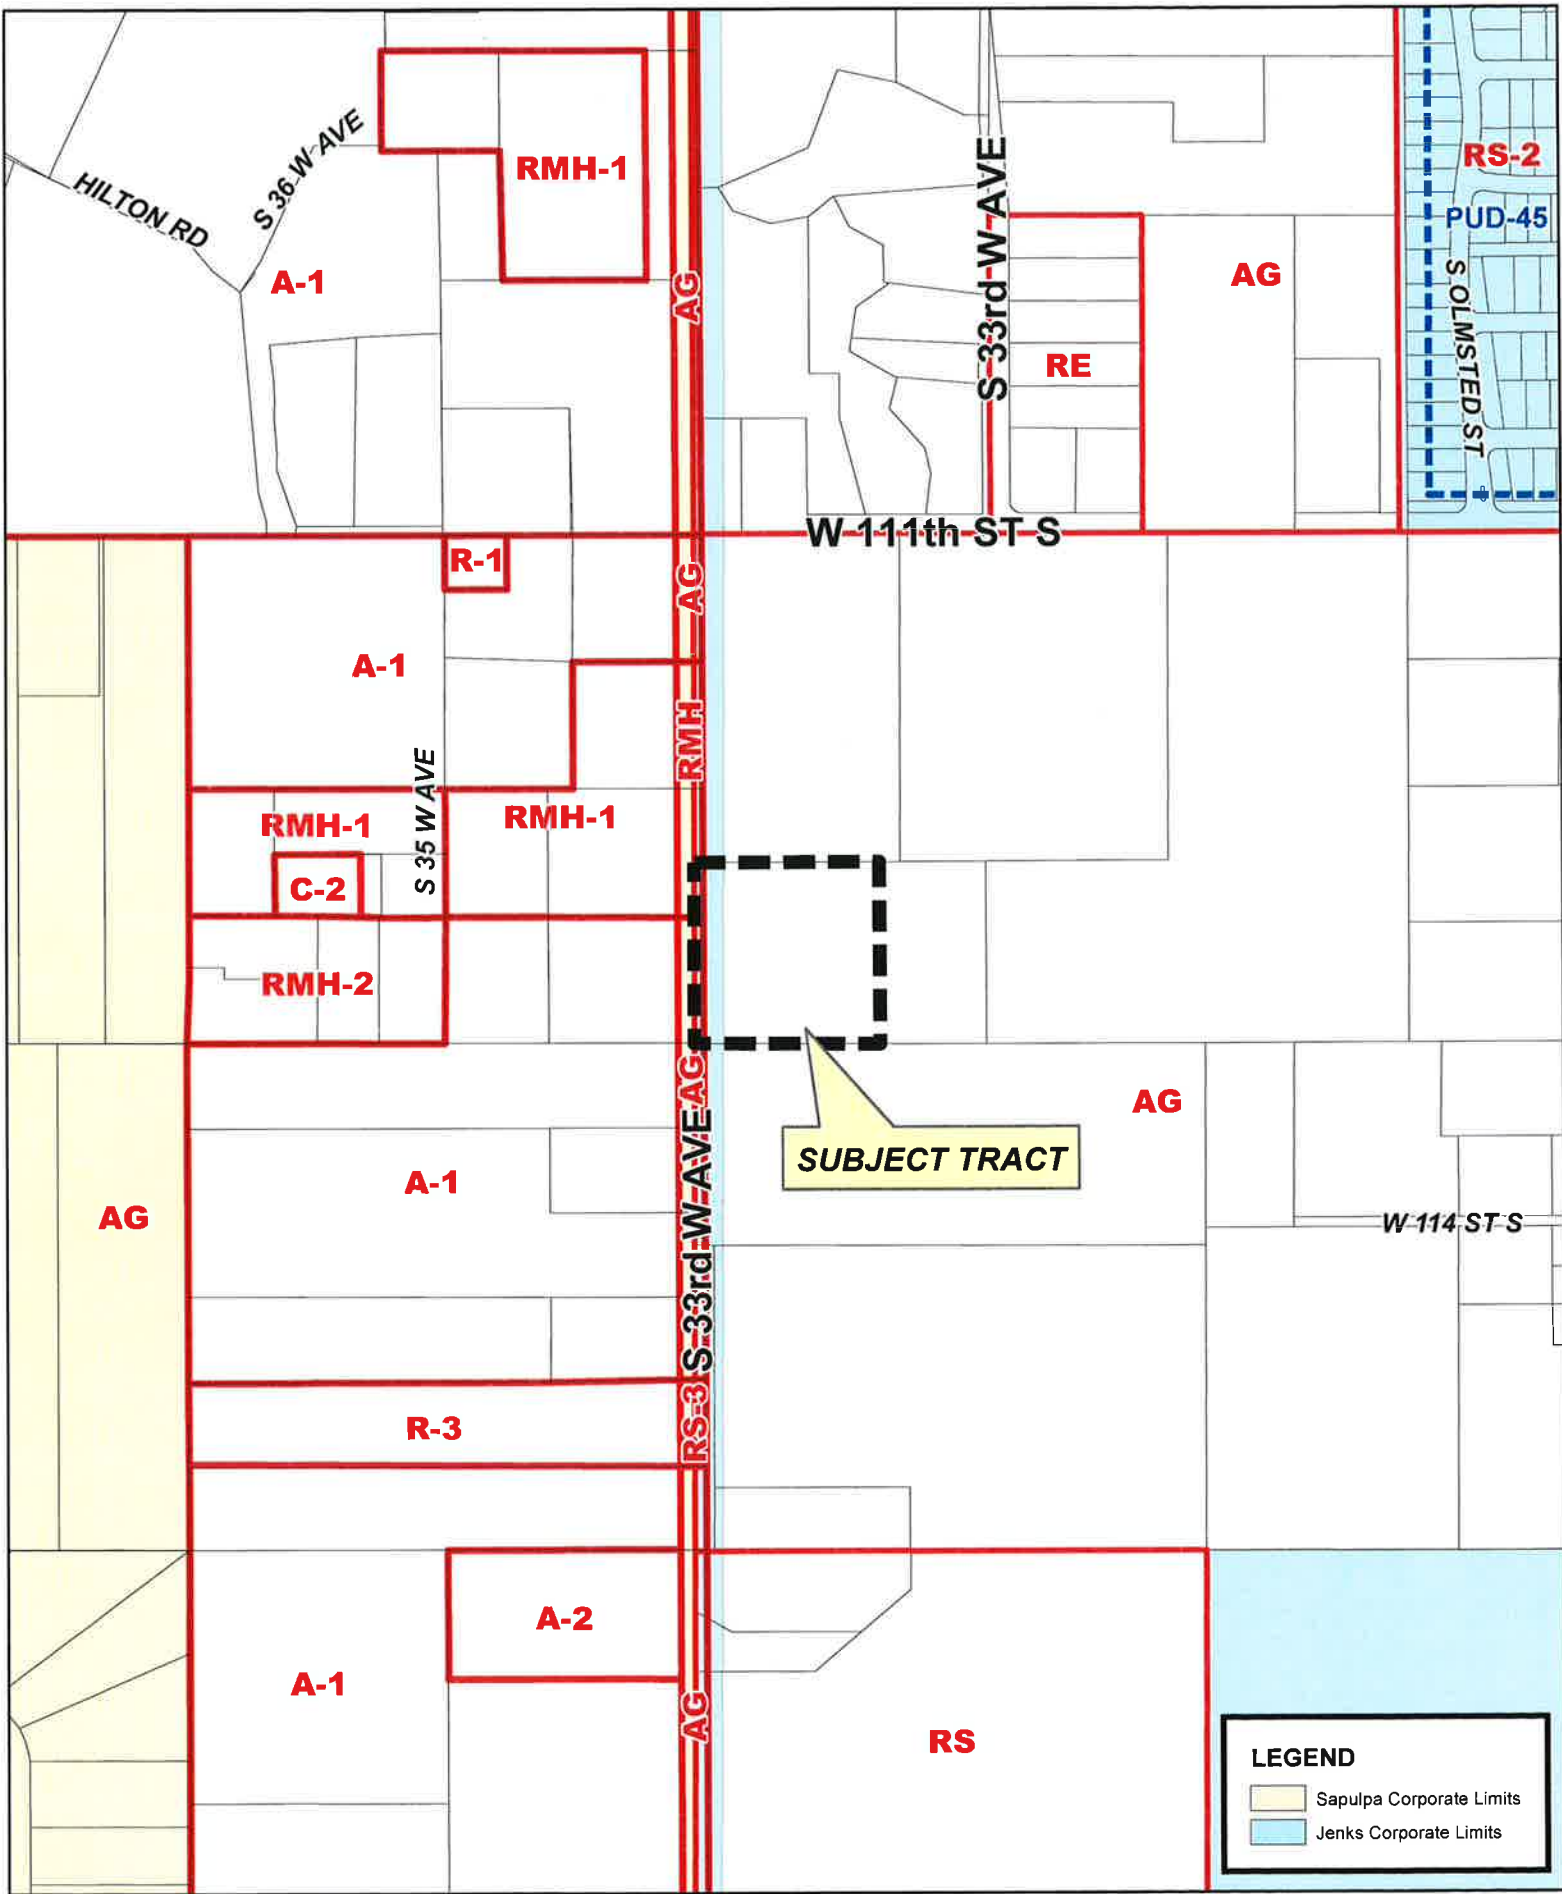 S 36 W AVE
HILTON RD
RMH-1
A-1
AG
S 33rd W AVE
RE
AG
RS-2
PUD-45
S OLMSTED ST
W 111th ST S
R-1
AG
A-1
RMH
S 35 W AVE
RMH-1
RMH-1
C-2
RMH-2
AG
AG
SUBJECT TRACT
S 33rd W AVE
A-1
AG
W 114 ST S
RS-3
R-3
A-2
A-1
AG
RS
LEGEND
Sapulpa Corporate Limits
Jenks Corporate Limits